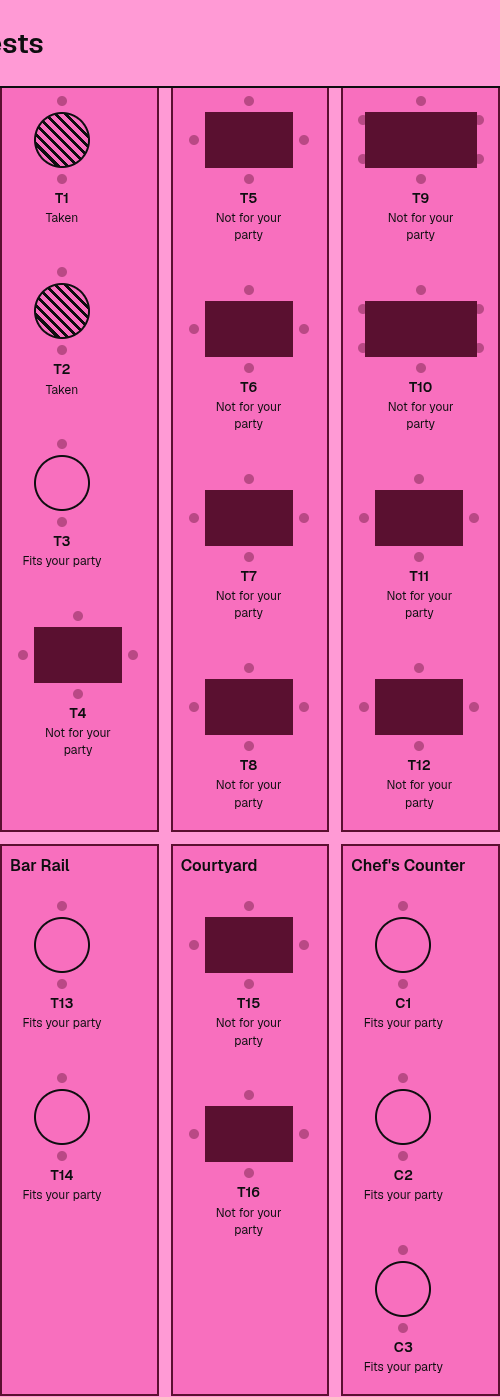 ests
T1
Taken
T2
Taken
T3
Fits your party
T4
Not for your
party
T5
Not for your
party
T6
Not for your
party
T7
Not for your
party
T8
Not for your
party
T9
Not for your
party
T10
Not for your
party
T11
Not for your
party
T12
Not for your
party
Bar Rail
T13
Fits your party
T14
Fits your party
Courtyard
T15
Not for your
party
T16
Not for your
party
Chef's Counter
C1
Fits your party
C2
Fits your party
C3
Fits your party